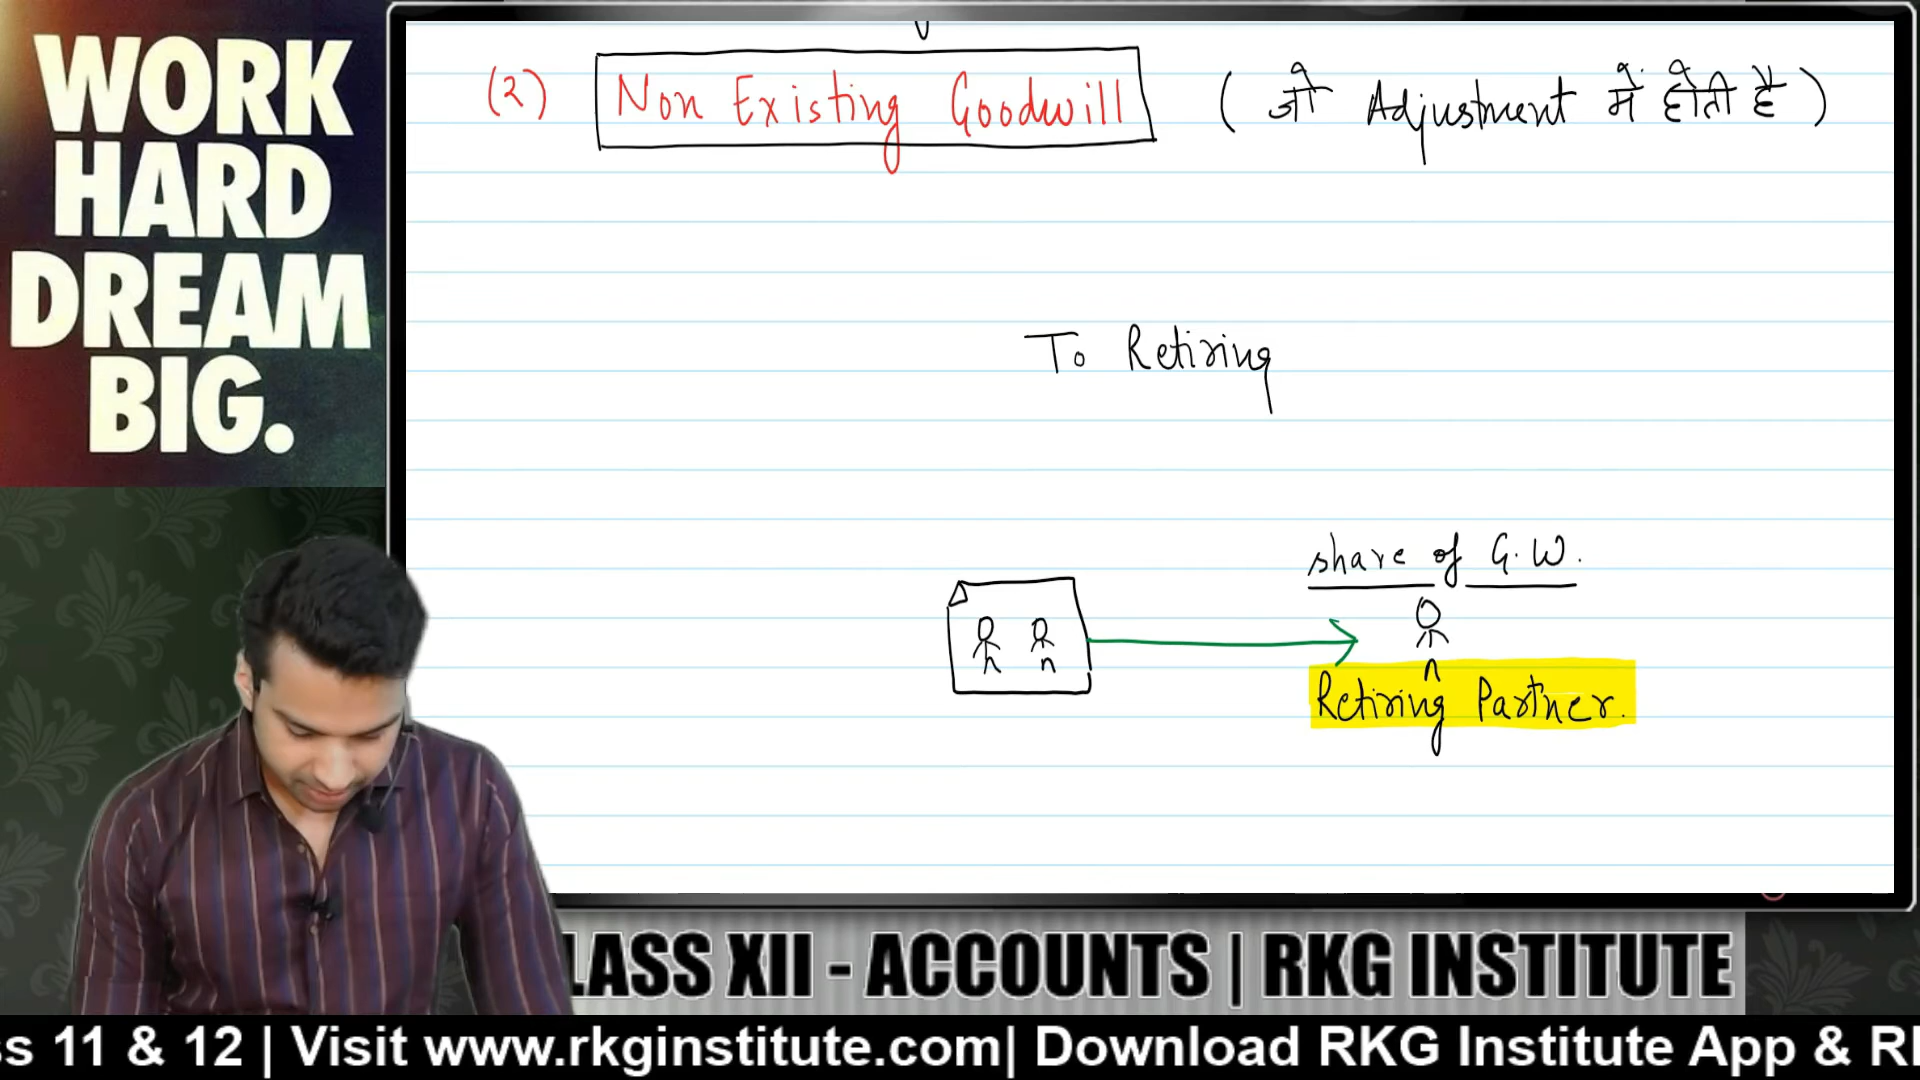 WORK
HARD
DREAM
BIG.
(2) Non Existing Goodwill ( जो Adjustment में होती है )
To Retiring
share of G.W.
Retiring Partner.
LASS XII - ACCOUNTS | RKG INSTITUTE
s 11 & 12 | Visit www.rkginstitute.com| Download RKG Institute App & R